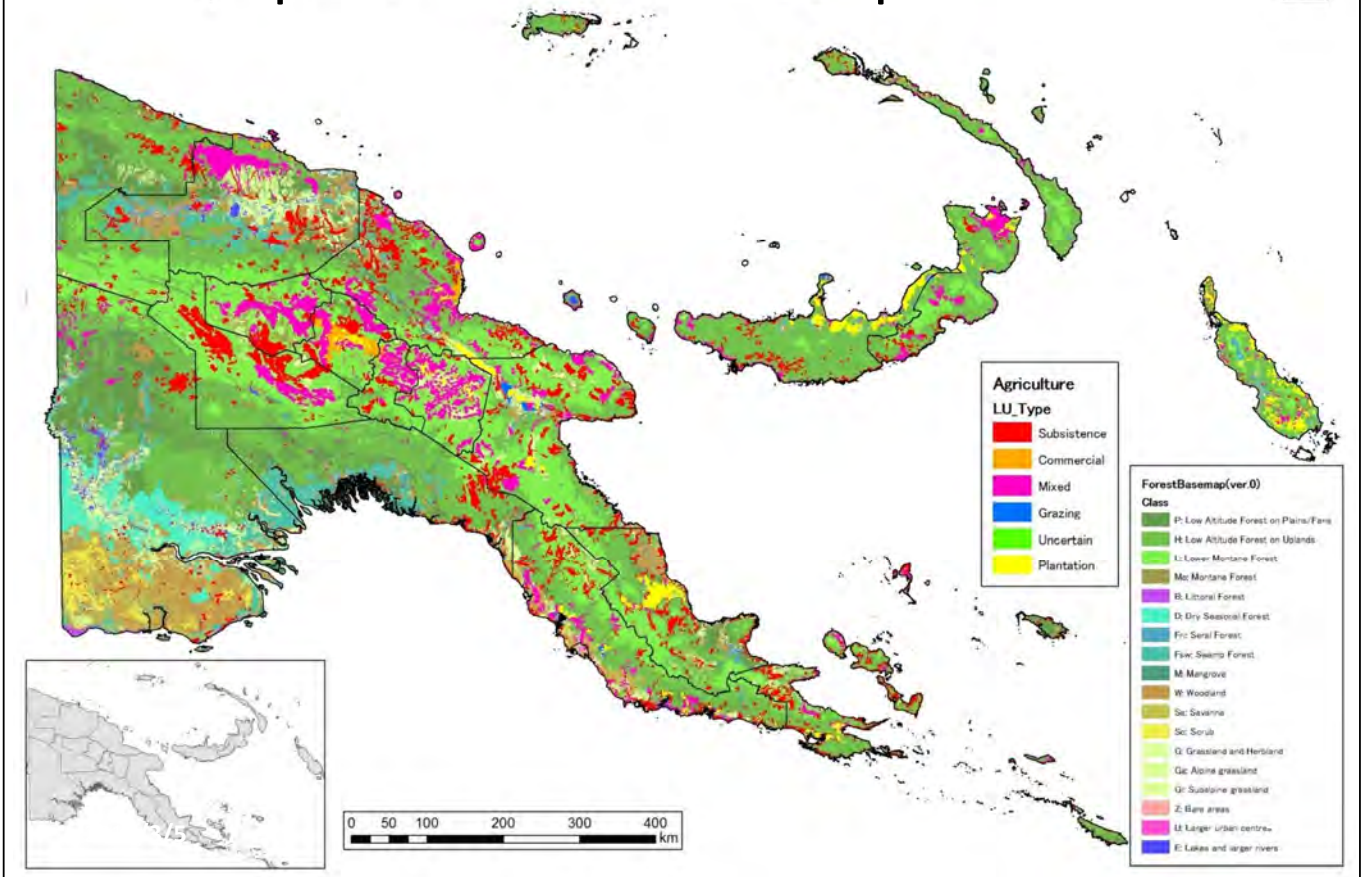 Agriculture
LU_Type
Subsistence
Commercial
Mixed
Grazing
Uncertain
Plantation
ForestBasemap(ver.0)
Class
P: Low Altitude Forest on Plains/Fans
H: Low Altitude Forest on Uplands
L: Lower Montane Forest
Mo: Montane Forest
B: Littoral Forest
D: Dry Seasonal Forest
Fri: Seral Forest
Fsw: Swamp Forest
M: Mangrove
W: Woodland
Sa: Savanna
Sc: Scrub
G: Grassland and Herbland
Ga: Alpine grassland
Gi: Subalpine grassland
Z: Bare areas
U: Larger urban centres
E: Lakes and larger rivers
0 50 100 200 300 400
km